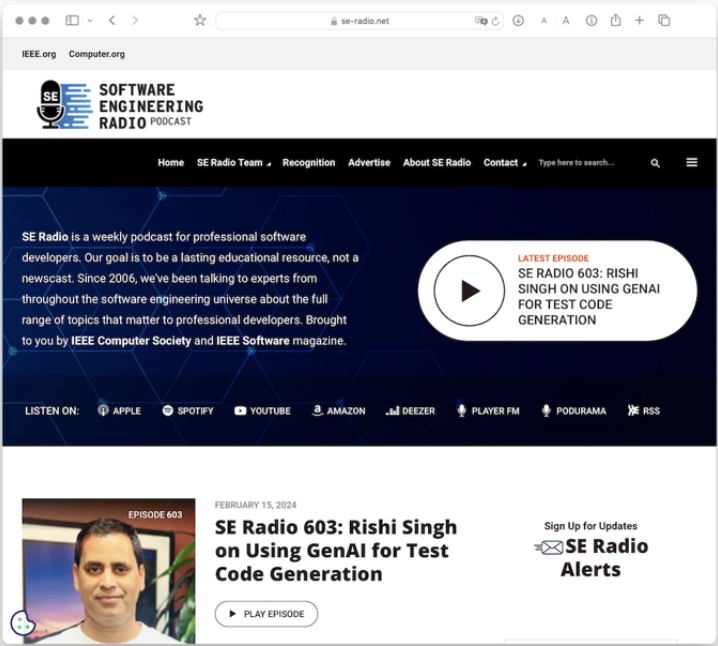 se-radio.net
A A
IEEE.org Computer.org
SE
SOFTWARE
ENGINEERING
RADIO PODCAST
Home SE Radio Team Recognition Advertise About SE Radio Contact Type here to search...
SE Radio is a weekly podcast for professional software
developers. Our goal is to be a lasting educational resource, not a
newscast. Since 2006, we've been talking to experts from
throughout the software engineering universe about the full
range of topics that matter to professional developers. Brought
to you by IEEE Computer Society and IEEE Software magazine.
LATEST EPISODE
SE RADIO 603: RISHI
SINGH ON USING GENAI
FOR TEST CODE
GENERATION
LISTEN ON: APPLE SPOTIFY YOUTUBE AMAZON DEEZER PLAYER FM PODURAMA RSS
EPISODE 603
FEBRUARY 15, 2024
SE Radio 603: Rishi Singh
on Using GenAI for Test
Code Generation
PLAY EPISODE
Sign Up for Updates
SE Radio
Alerts